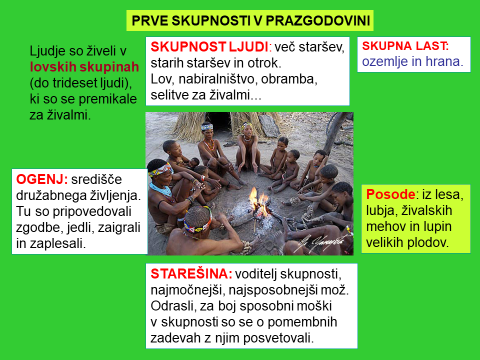 PRVE SKUPNOSTI V PRAZGODOVINI
Ljudje so živeli v
lovskih skupinah
(do trideset ljudi),
ki so se premikale
za živalmi.
SKUPNOST LJUDI: več staršev,
starih staršev in otrok.
Lov, nabiralništvo, obramba,
selitve za živalmi...
SKUPNA LAST:
ozemlje in hrana.
OGENJ: središče
družabnega življenja.
Tu so pripovedovali
zgodbe, jedli, zaigrali
in zaplesali.
Posode: iz lesa,
lubja, živalskih
mehov in lupin
velikih plodov.
STAREŠINA: voditelj skupnosti,
najmočnejši, najsposobnejši mož.
Odrasli, za boj sposobni moški
v skupnosti so se o pomembnih
zadevah z njim posvetovali.